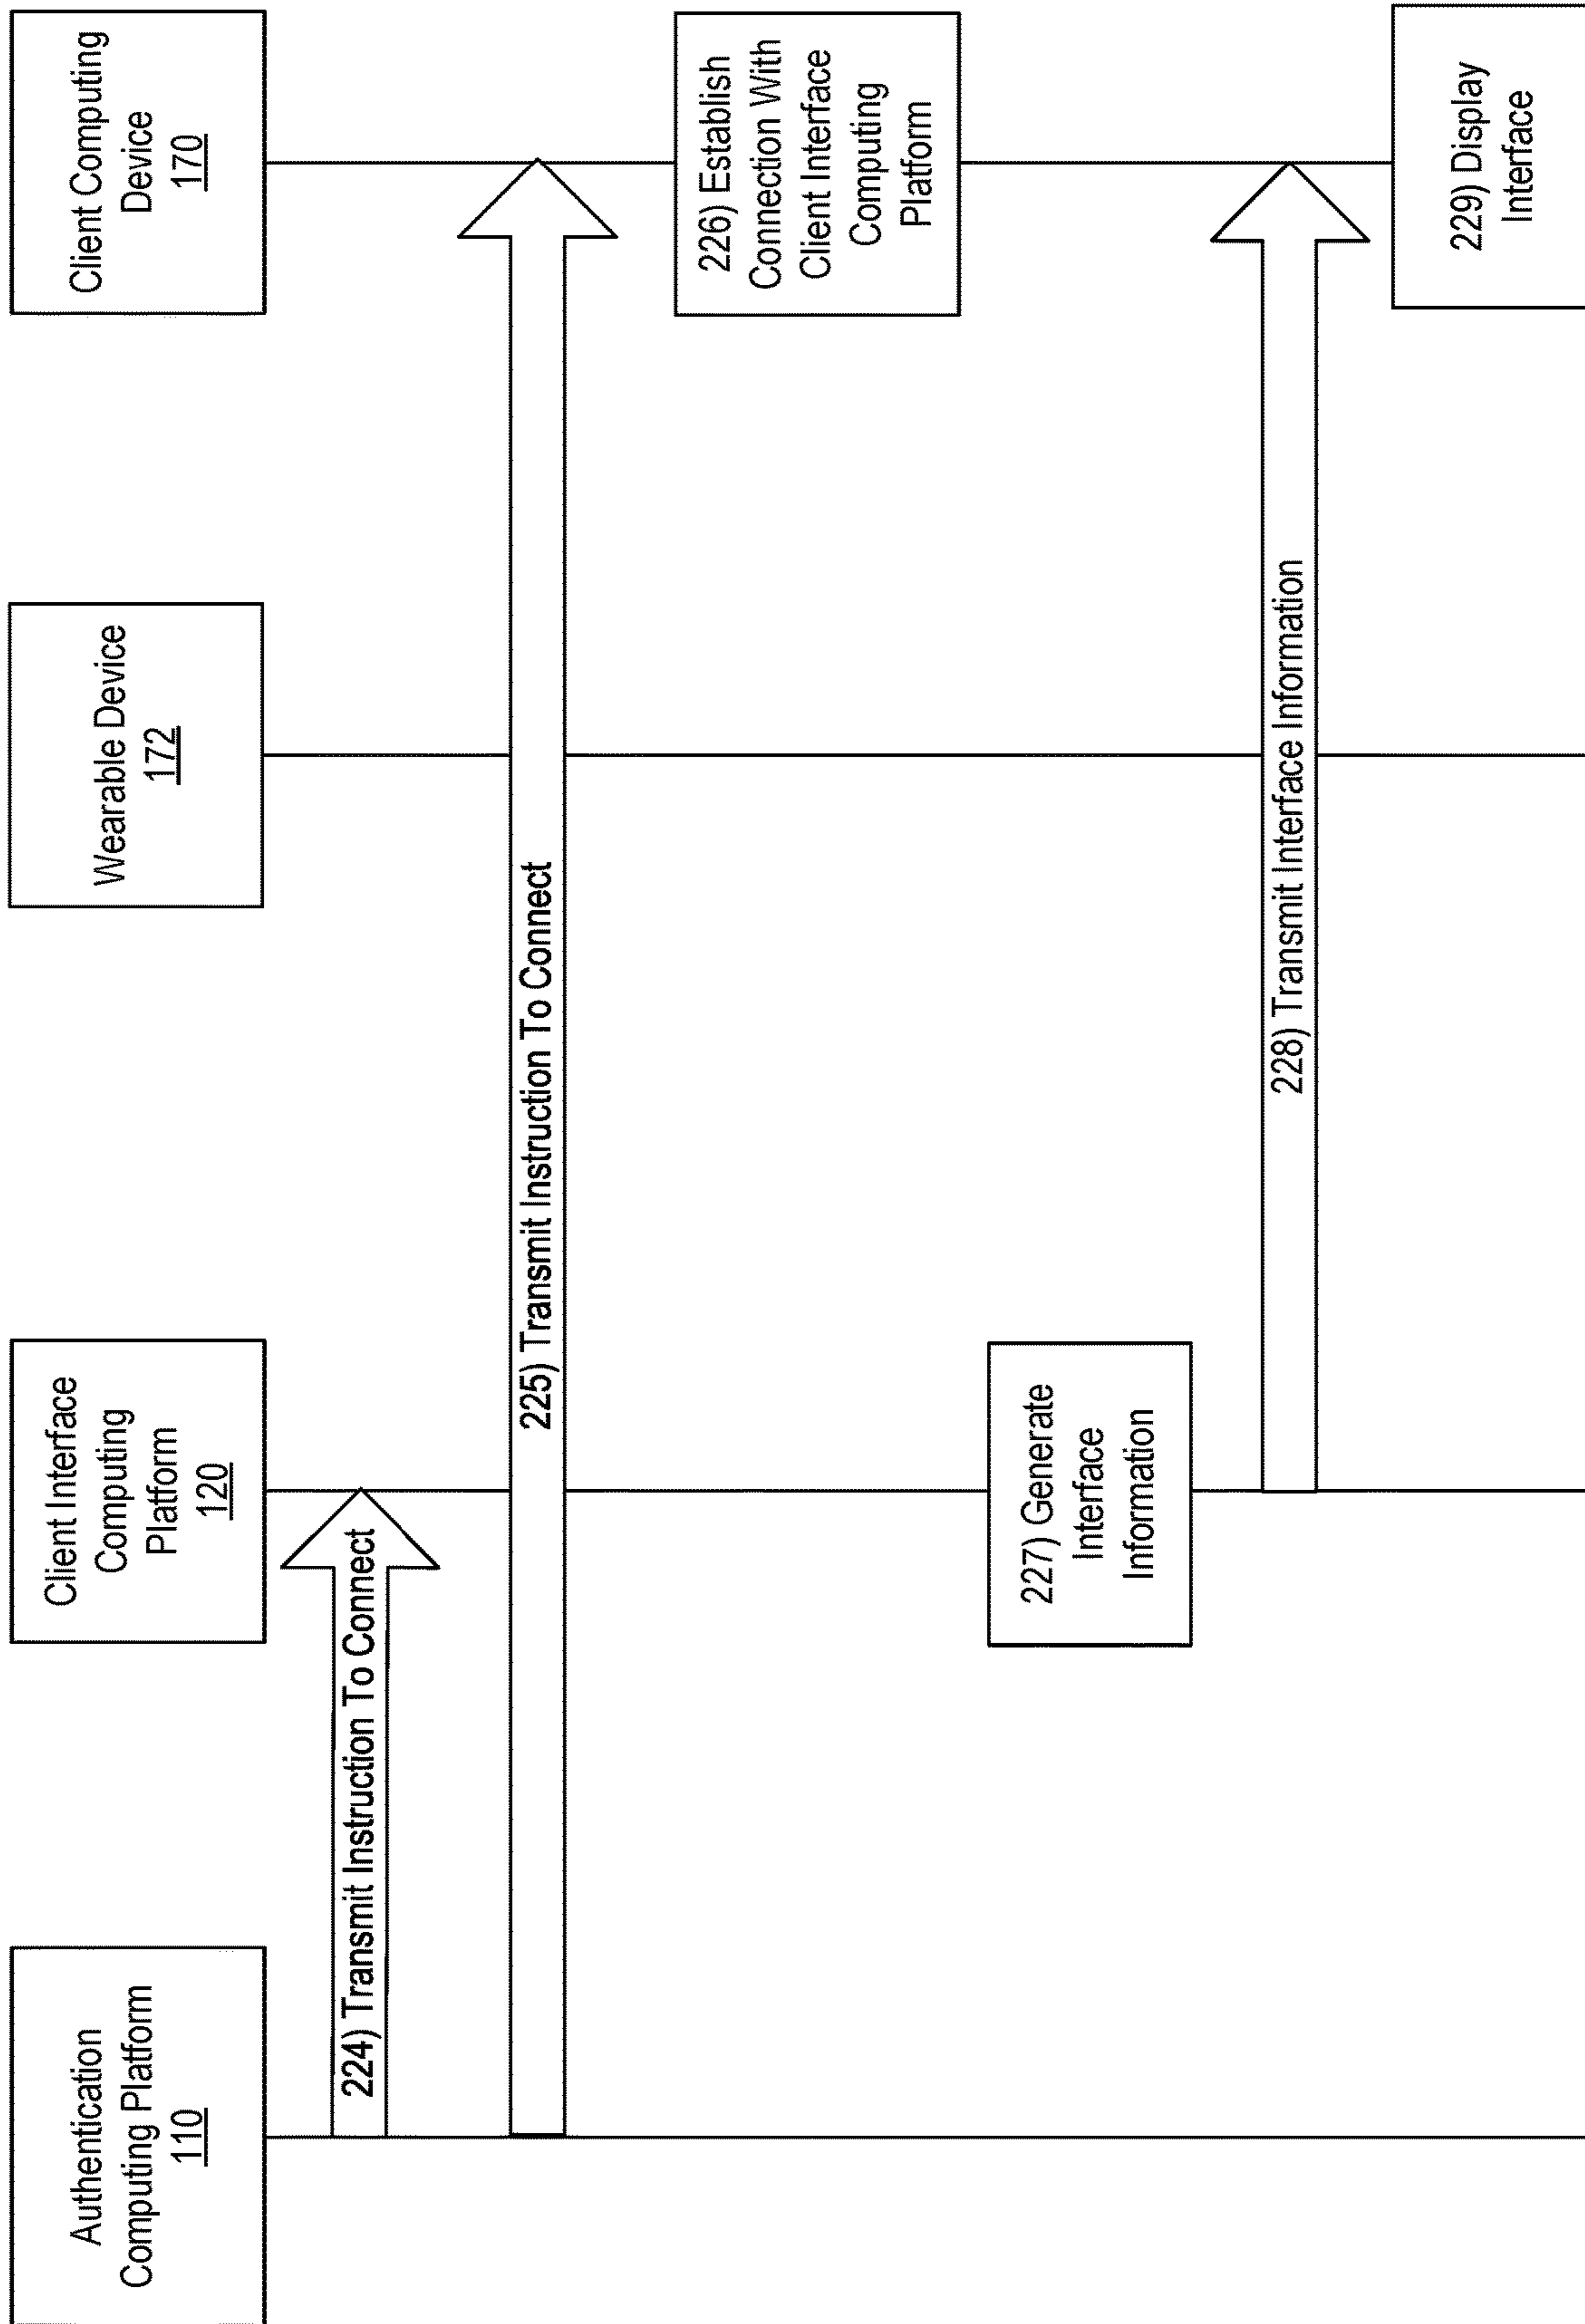 Authentication
Computing Platform
110
Client Interface
Computing
Platform
120
Wearable Device
172
Client Computing
Device
170
224) Transmit Instruction To Connect
225) Transmit Instruction To Connect
226) Establish
Connection With
Client Interface
Computing
Platform
227) Generate
Interface
Information
228) Transmit Interface Information
229) Display
Interface